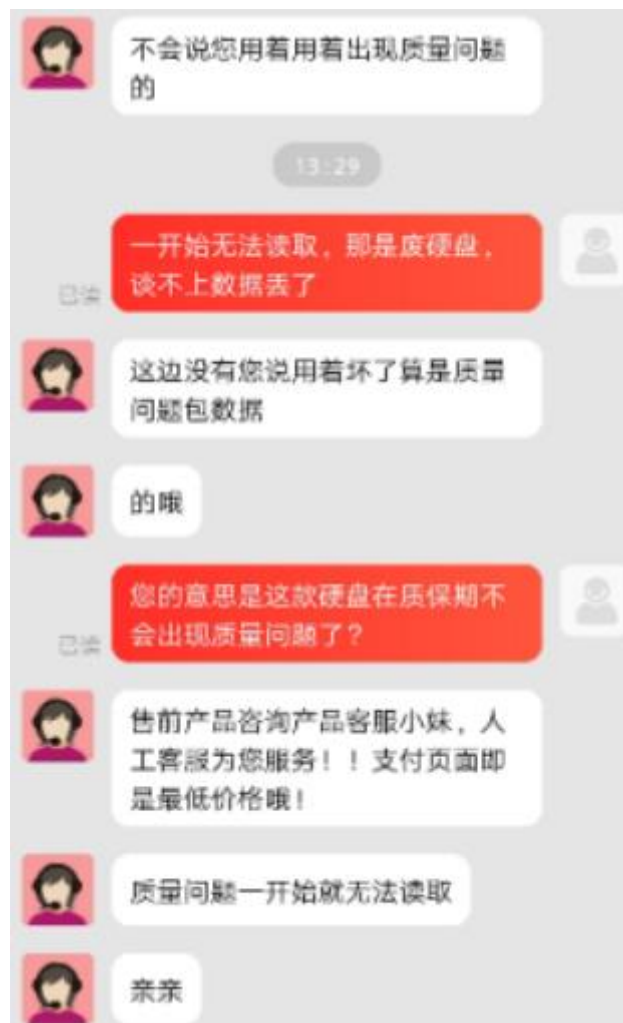 不会说您用着用着出现质量问题
的
13:29
一开始无法读取，那是废硬盘，
谈不上数据丢了
已读
这边没有您说用着坏了算是质量
问题包数据
的哦
您的意思是这款硬盘在质保期不
会出现质量问题了？
已读
售前产品咨询产品客服小妹，人
工客服为您服务！！支付页面即
是最低价格哦！
质量问题一开始就无法读取
亲亲